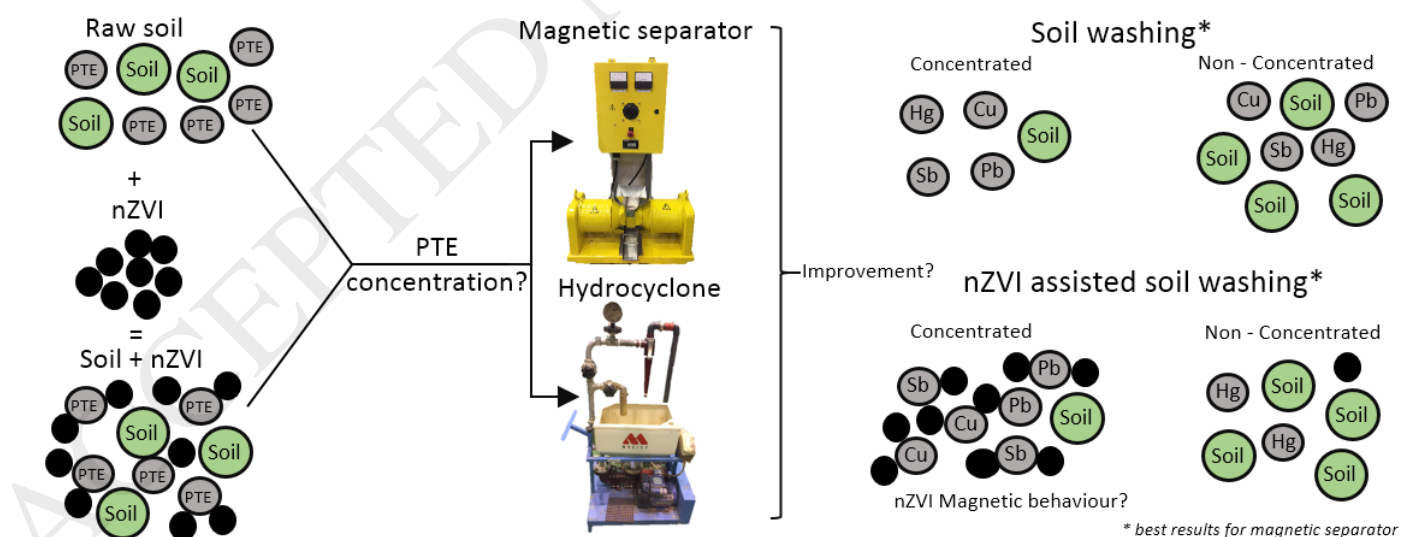 Raw soil
PTE
PTE
Soil
Soil
PTE
Soil
PTE
PTE
+
nZVI
=
Soil + nZVI
PTE
PTE
Soil
Soil
PTE
PTE
PTE
Soil
PTE
concentration?
Magnetic separator
Hydrocyclone
Improvement?
Soil washing*
Concentrated
Hg
Cu
Soil
Sb
Pb
Non - Concentrated
Cu
Soil
Pb
Soil
Sb
Hg
Soil
Soil
nZVI assisted soil washing*
Concentrated
Sb
Pb
Pb
Cu
Soil
Cu
Sb
nZVI Magnetic behaviour?
Non - Concentrated
Hg
Soil
Soil
Hg
Soil
Soil
* best results for magnetic separator